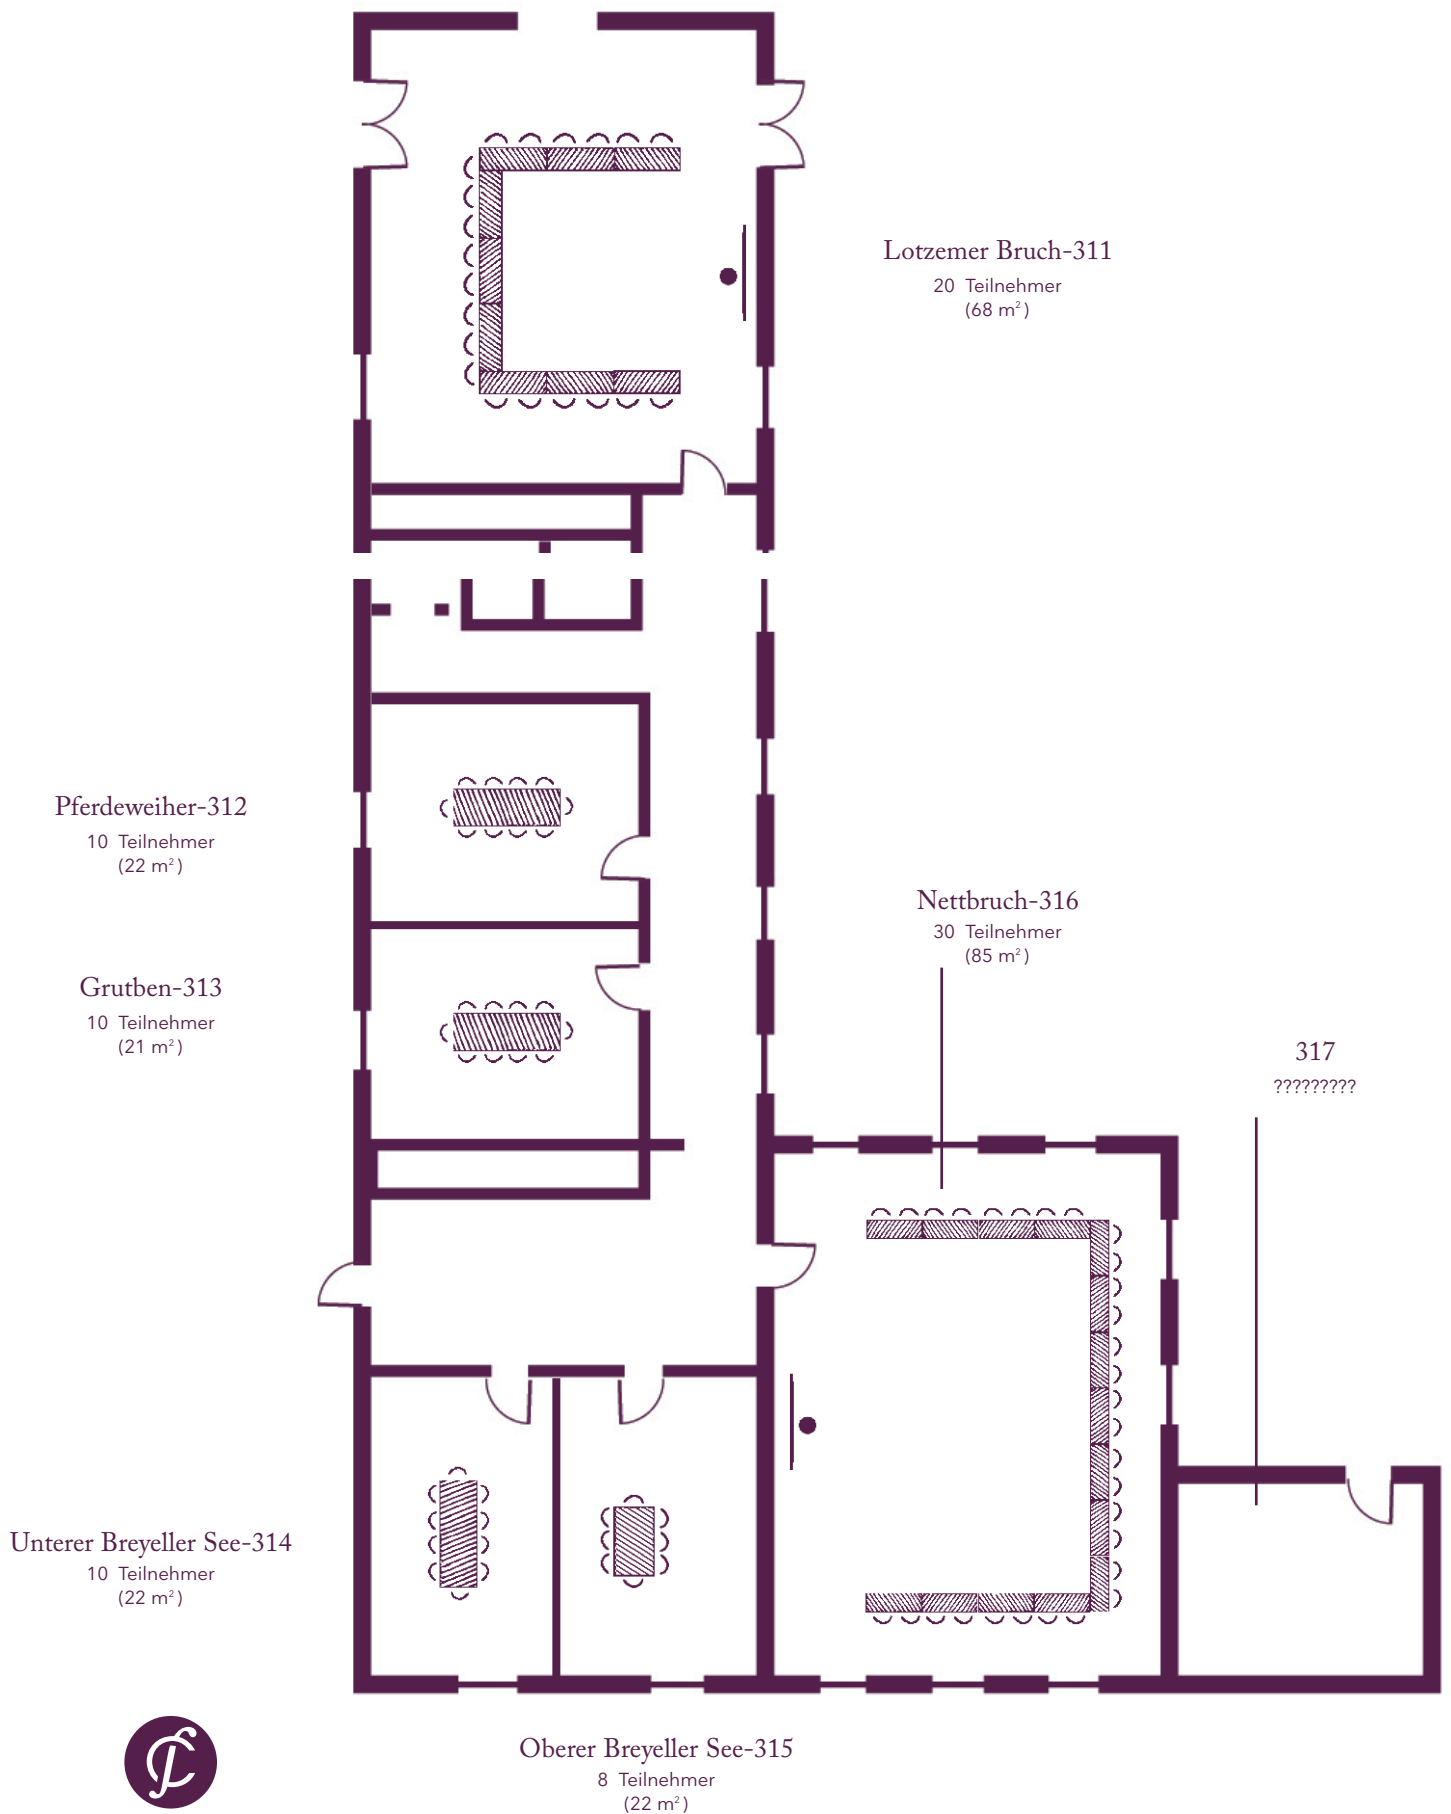 Lotzemer Bruch-311
20 Teilnehmer
(68 m²)
Pferdeweiher-312
10 Teilnehmer
(22 m²)
Nettbruch-316
30 Teilnehmer
(85 m²)
Grutben-313
10 Teilnehmer
(21 m²)
317
?????????
Unterer Breyeller See-314
10 Teilnehmer
(22 m²)
Oberer Breyeller See-315
8 Teilnehmer
(22 m²)